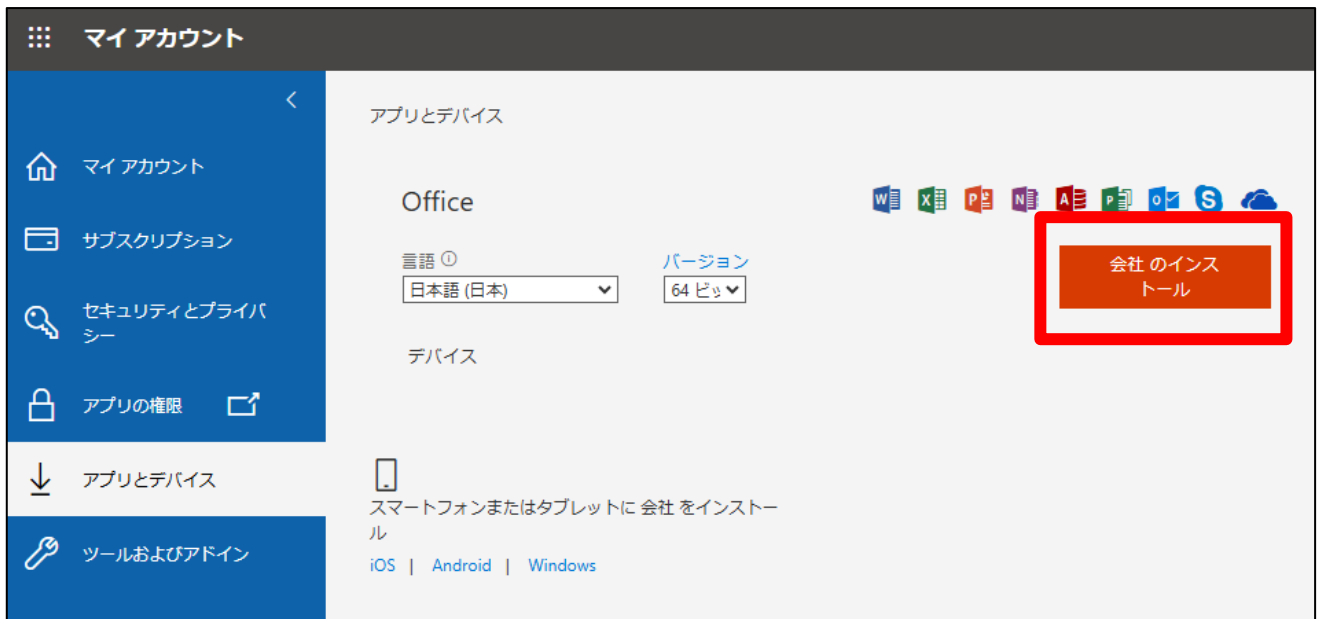 マイ アカウント
アプリとデバイス
マイ アカウント
サブスクリプション
セキュリティとプライバ
シー
アプリの権限
アプリとデバイス
ツールおよびアドイン
Office
言語
日本語 (日本)
バージョン
64 ビッ
会社 のインス
トール
デバイス
スマートフォンまたはタブレットに 会社 をインストー
ル
iOS | Android | Windows